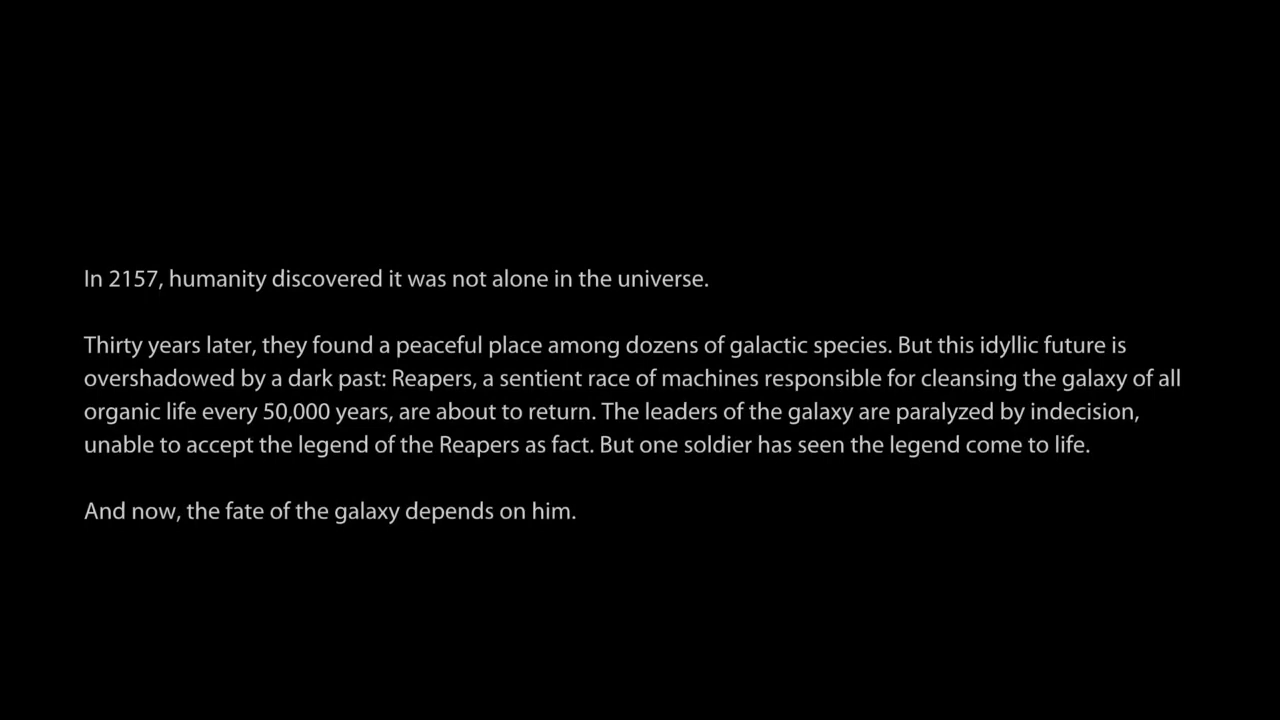 In 2157, humanity discovered it was not alone in the universe.
Thirty years later, they found a peaceful place among dozens of galactic species. But this idyllic future is
overshadowed by a dark past: Reapers, a sentient race of machines responsible for cleansing the galaxy of all
organic life every 50,000 years, are about to return. The leaders of the galaxy are paralyzed by indecision,
unable to accept the legend of the Reapers as fact. But one soldier has seen the legend come to life.
And now, the fate of the galaxy depends on him.